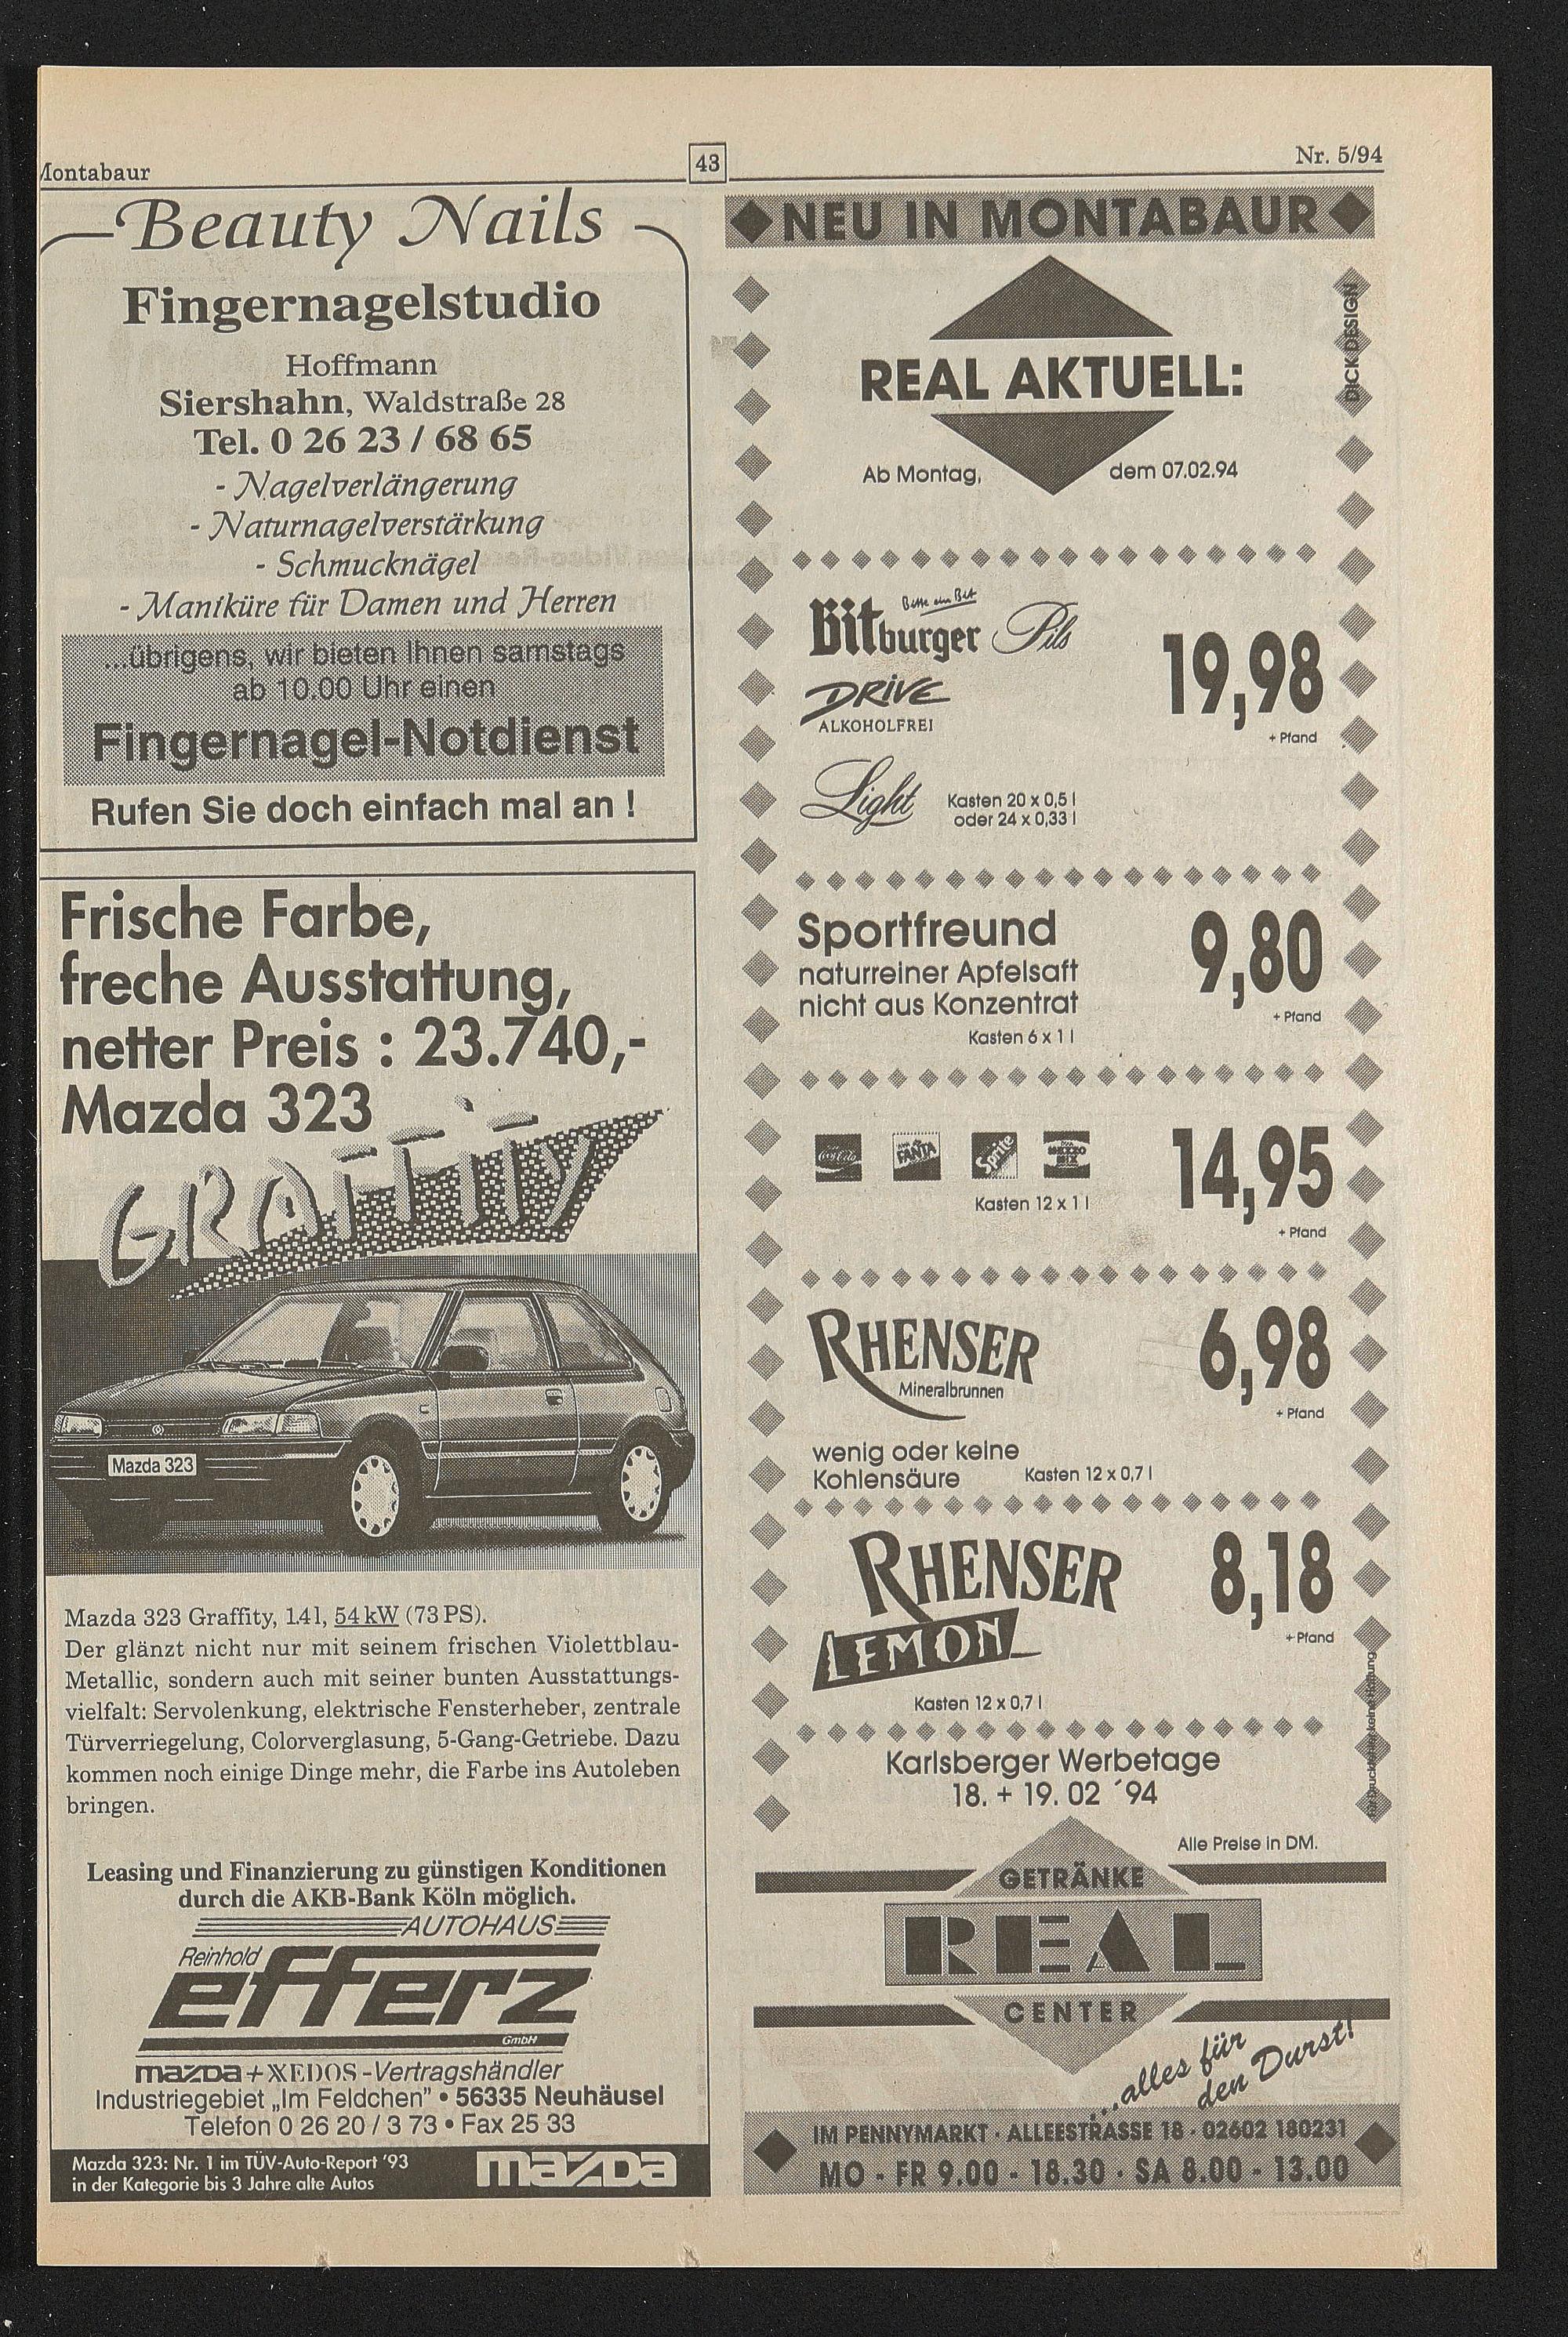 Montabaur
43
Nr. 5/94
Beauty Nails
Fingernagelstudio
Hoffmann
Siershahn, Waldstraße 28
Tel. 0 26 23 / 68 65
- Nagelverlängerung
- Naturnagelverstärkung
- Schmucknägel
- Maniküre für Damen und Herren
...übrigens, wir bieten Ihnen samstags
ab 10.00 Uhr einen
Fingernagel-Notdienst
Rufen Sie doch einfach mal an !
Frische Farbe,
freche Ausstattung,
netter Preis : 23.740,-
Mazda 323
GRAFFiTy
Mazda 323
Mazda 323 Graffity, 1.4 l, 54 kW (73 PS).
Der glänzt nicht nur mit seinem frischen Violettblau-
Metallic, sondern auch mit seiner bunten Ausstattungs-
vielfalt: Servolenkung, elektrische Fensterheber, zentrale
Türverriegelung, Colorverglasung, 5-Gang-Getriebe. Dazu
kommen noch einige Dinge mehr, die Farbe ins Autoleben
bringen.
Leasing und Finanzierung zu günstigen Konditionen
durch die AKB-Bank Köln möglich.
AUTOHAUS
Reinhold
efferz
GmbH
mazda + XEDOS -Vertragshändler
Industriegebiet „Im Feldchen” • 56335 Neuhäusel
Telefon 0 26 20 / 3 73 • Fax 25 33
Mazda 323: Nr. 1 im TÜV-Auto-Report '93
in der Kategorie bis 3 Jahre alte Autos
mazda
NEU IN MONTABAUR
DICK DESIGN
REAL AKTUELL:
Ab Montag, dem 07.02.94
Bitte ein Bit
Bitburger Pils
19,98
+ Pfand
DRIVE
ALKOHOLFREI
Light
Kasten 20 x 0,5 l
oder 24 x 0,33 l
Sportfreund
naturreiner Apfelsaft
nicht aus Konzentrat
Kasten 6 x 1 l
9,80
+ Pfand
Coca-Cola FANTA Sprite MEZZO MIX
Kasten 12 x 1 l
14,95
+ Pfand
RHENSER
Mineralbrunnen
6,98
+ Pfand
wenig oder keine
Kohlensäure Kasten 12 x 0,7 l
RHENSER
LEMON
8,18
+ Pfand
Kasten 12 x 0,7 l
Für Druckfehler keine Haftung
Karlsberger Werbetage
18. + 19. 02 ´94
Alle Preise in DM.
GETRÄNKE
REAL
CENTER
...alles für
den Durst!
IM PENNYMARKT · ALLEESTRASSE 18 · 02602 180231
MO - FR 9.00 - 18.30 · SA 8.00 - 13.00